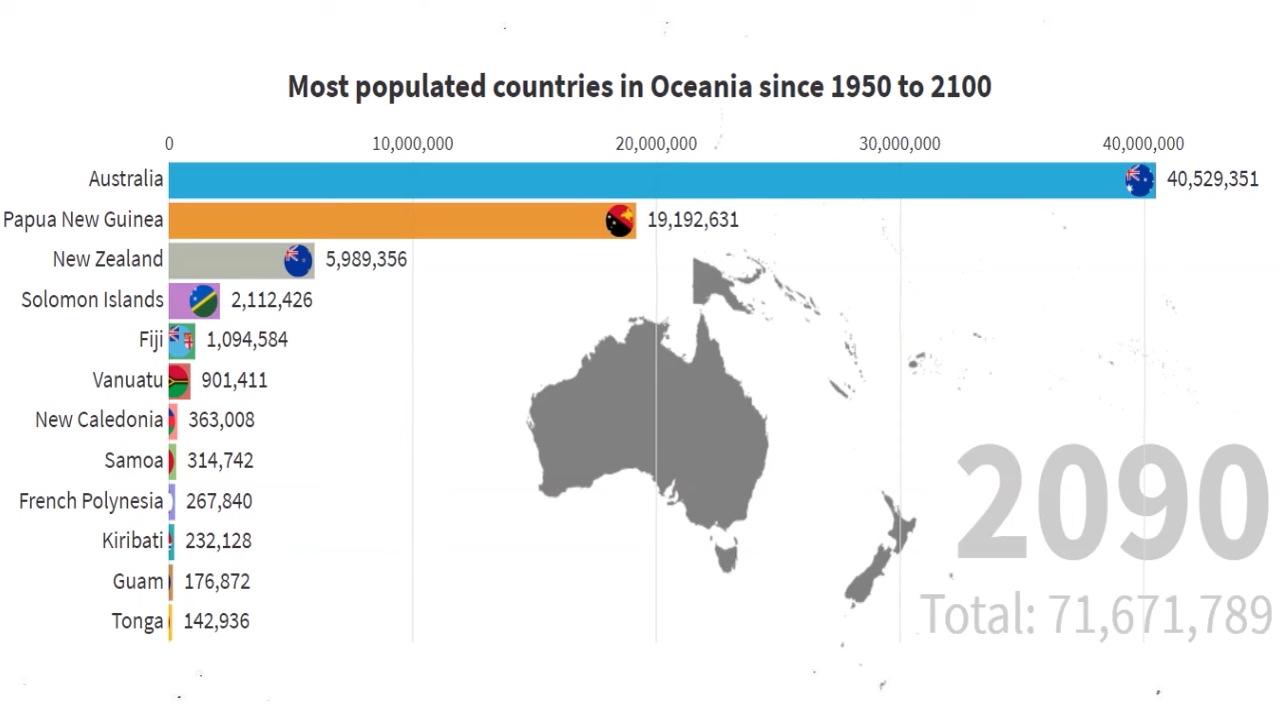 Most populated countries in Oceania since 1950 to 2100
0 10,000,000 20,000,000 30,000,000 40,000,000
Australia 40,529,351
Papua New Guinea 19,192,631
New Zealand 5,989,356
Solomon Islands 2,112,426
Fiji 1,094,584
Vanuatu 901,411
New Caledonia 363,008
Samoa 314,742
French Polynesia 267,840
Kiribati 232,128
Guam 176,872
Tonga 142,936
2090
Total: 71,671,789